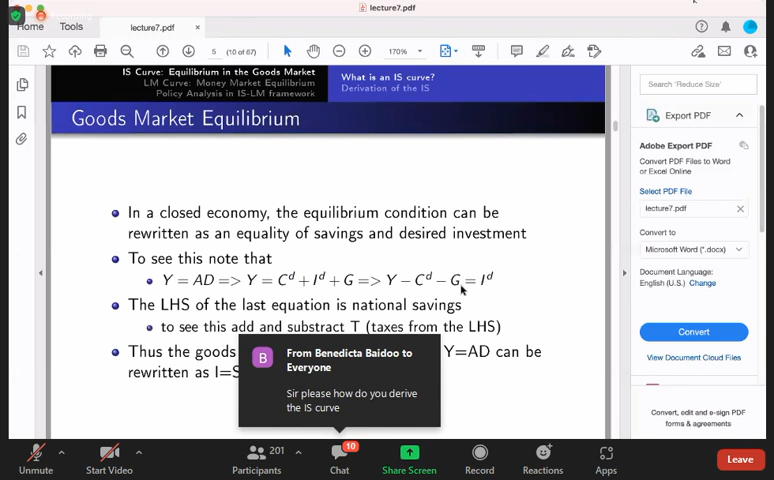 lecture7.pdf
Home
Tools
lecture7.pdf
5
(10 of 67)
170%
IS Curve: Equilibrium in the Goods Market
LM Curve: Money Market Equilibrium
Policy Analysis in IS-LM framework
What is an IS curve?
Derivation of the IS
Goods Market Equilibrium
In a closed economy, the equilibrium condition can be
rewritten as an equality of savings and desired investment
To see this note that
Y = AD => Y = C^d + I^d + G => Y − C^d − G = I^d
The LHS of the last equation is national savings
to see this add and substract T (taxes from the LHS)
Thus the goods
Y=AD can be
rewritten as I=S
B
From Benedicta Baidoo to
Everyone
Sir please how do you derive
the IS curve
Search 'Reduce Size'
Export PDF
Adobe Export PDF
Convert PDF Files to Word
or Excel Online
Select PDF File
lecture7.pdf
Convert to
Microsoft Word (*.docx)
Document Language:
English (U.S.) Change
Convert
View Document Cloud Files
Convert, edit and e-sign PDF
forms & agreements
Unmute
Start Video
201
Participants
10
Chat
Share Screen
Record
Reactions
Apps
Leave